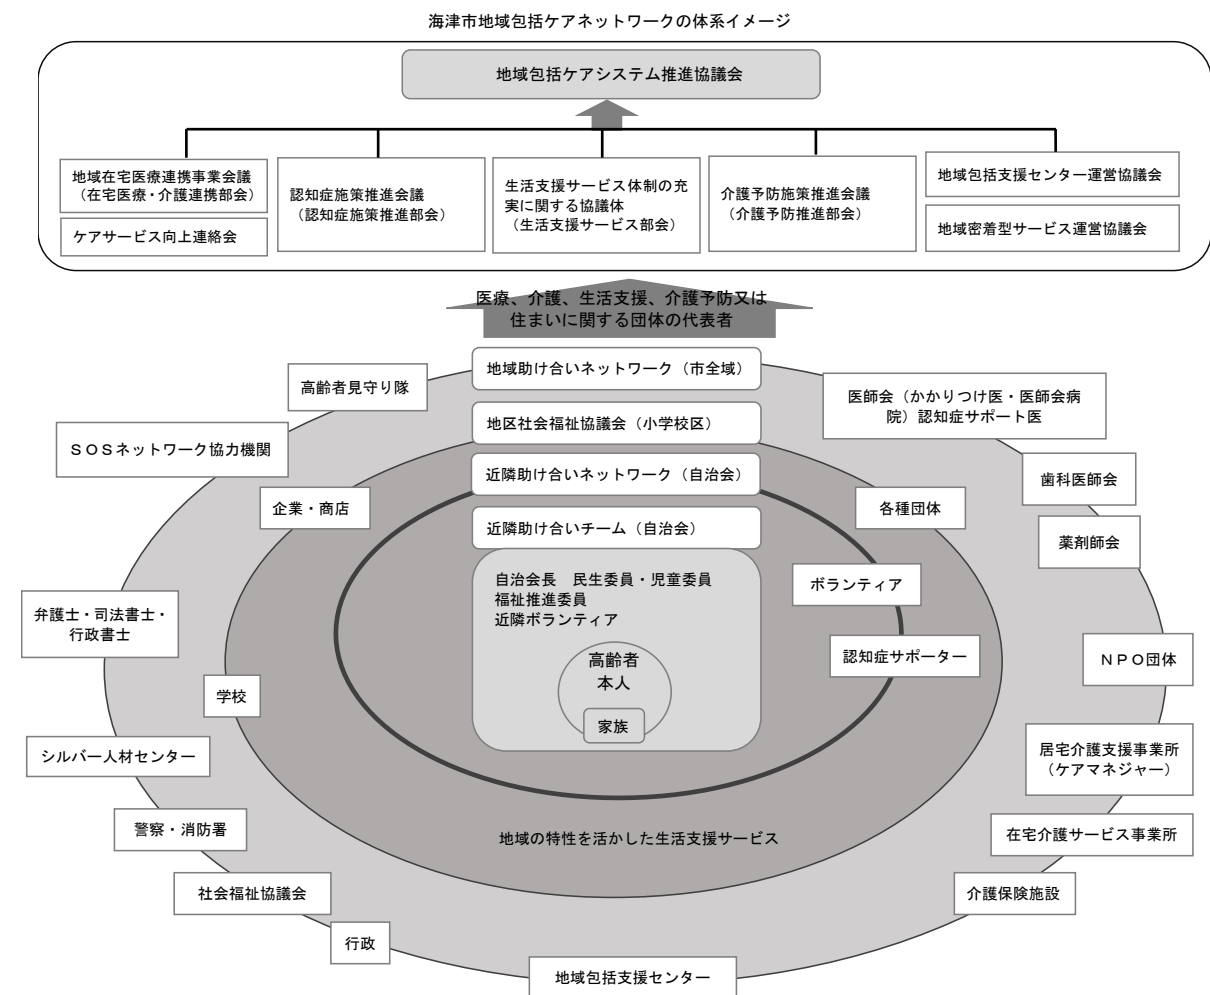 海津市地域包括ケアネットワークの体系イメージ
地域包括ケアシステム推進協議会
地域在宅医療連携事業会議
（在宅医療・介護連携部会）
ケアサービス向上連絡会
認知症施策推進会議
（認知症施策推進部会）
生活支援サービス体制の充
実に関する協議体
（生活支援サービス部会）
介護予防施策推進会議
（介護予防推進部会）
地域包括支援センター運営協議会
地域密着型サービス運営協議会
医療、介護、生活支援、介護予防又は
住まいに関する団体の代表者
地域助け合いネットワーク（市全域）
高齢者見守り隊
医師会（かかりつけ医・医師会病
院）認知症サポート医
地区社会福祉協議会（小学校区）
ＳＯＳネットワーク協力機関
近隣助け合いネットワーク（自治会）
歯科医師会
企業・商店
各種団体
近隣助け合いチーム（自治会）
薬剤師会
自治会長　民生委員・児童委員
福祉推進委員
近隣ボランティア
ボランティア
弁護士・司法書士・
行政書士
高齢者
本人
家族
認知症サポーター
ＮＰＯ団体
学校
シルバー人材センター
居宅介護支援事業所
（ケアマネジャー）
警察・消防署
地域の特性を活かした生活支援サービス
在宅介護サービス事業所
社会福祉協議会
介護保険施設
行政
地域包括支援センター